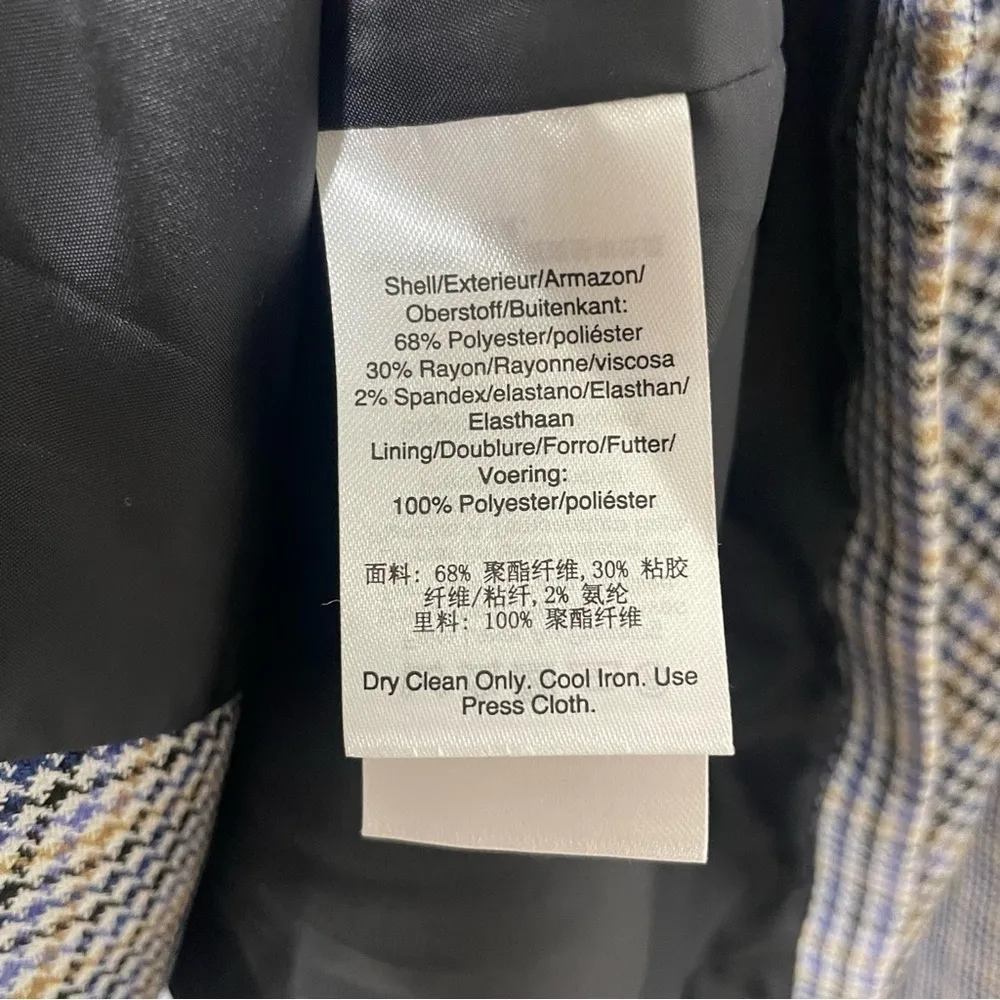 Shell/Exterieur/Armazon/
Oberstoff/Buitenkant:
68% Polyester/poliéster
30% Rayon/Rayonne/viscosa
2% Spandex/elastano/Elasthan/
Elasthaan
Lining/Doublure/Forro/Futter/
Voering:
100% Polyester/poliéster
面料: 68% 聚酯纤维,30% 粘胶
纤维/粘纤,2% 氨纶
里料: 100% 聚酯纤维
Dry Clean Only. Cool Iron. Use
Press Cloth.